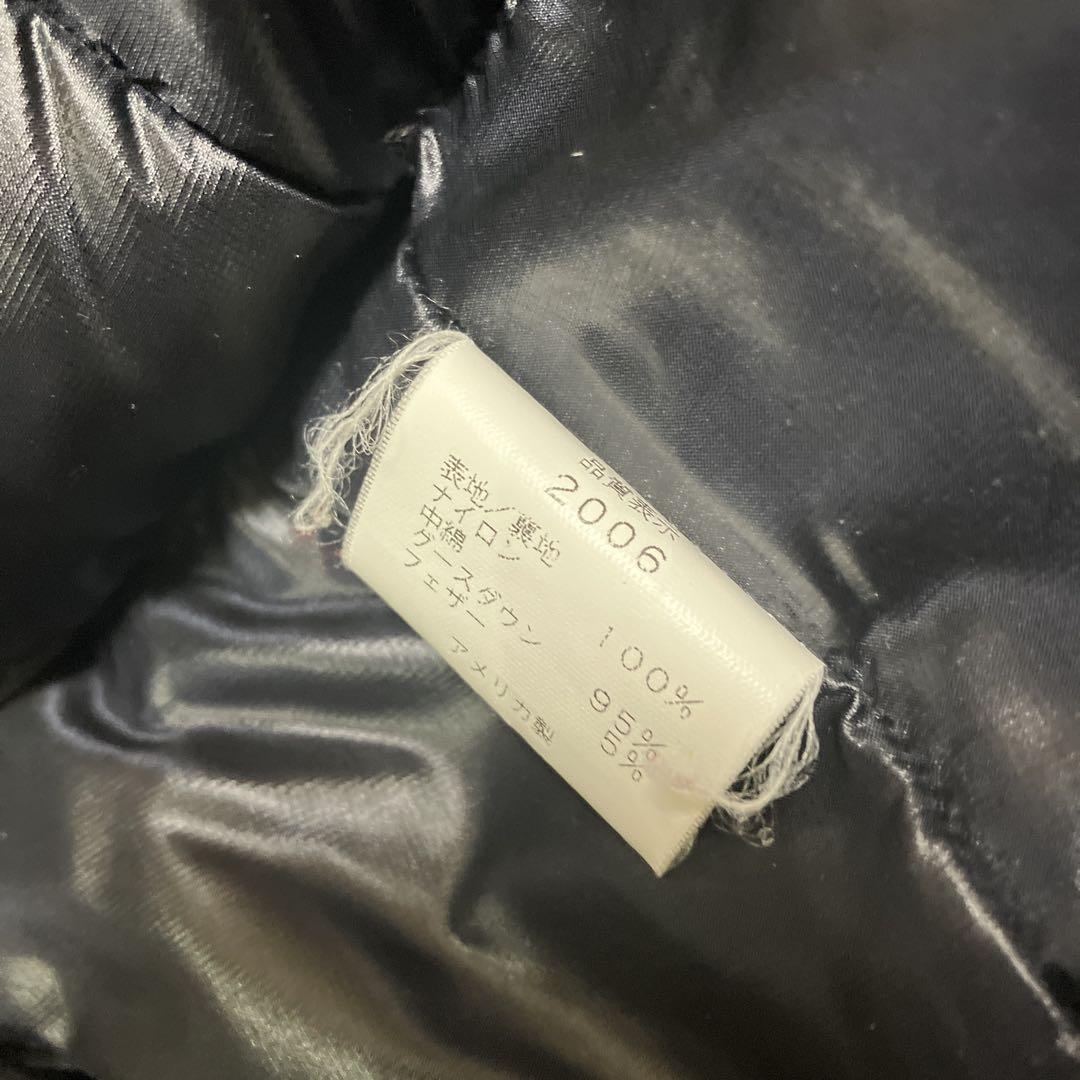 品質表示
2006
表地/裏地
ナイロン 100%
中綿
グースダウン 95%
フェザー 5%
アメリカ製